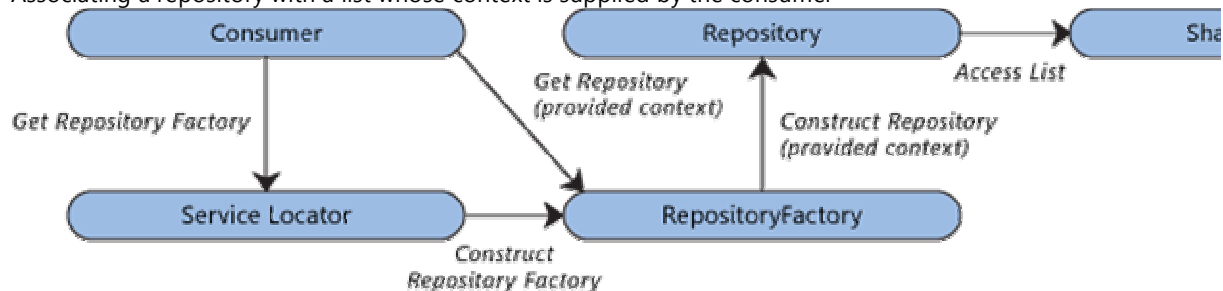 Associating a repository with a list whose context is supplied by the consumer
Consumer
Repository
Sha
Access List
Get Repository
(provided context)
Get Repository Factory
Construct Repository
(provided context)
Service Locator
RepositoryFactory
Construct
Repository Factory